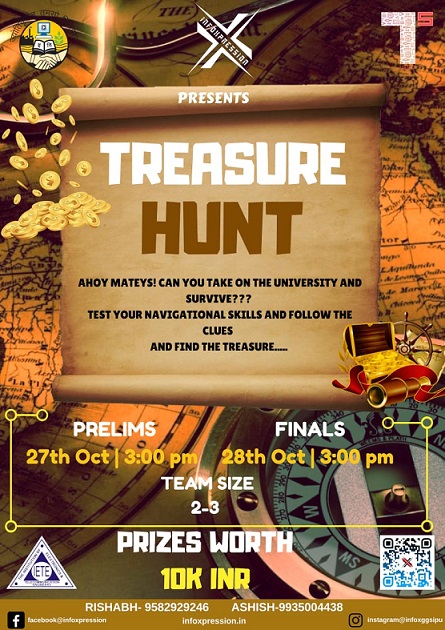 INFOXPRESSION
PRESENTS
TREASURE
HUNT
AHOY MATEYS! CAN YOU TAKE ON THE UNIVERSITY AND
SURVIVE???
TEST YOUR NAVIGATIONAL SKILLS AND FOLLOW THE
CLUES
AND FIND THE TREASURE.....
PRELIMS
27th Oct | 3:00 pm
FINALS
28th Oct | 3:00 pm
TEAM SIZE
2-3
PRIZES WORTH
10K INR
RISHABH- 9582929246 ASHISH-9935004438
facebook@infoxpression infoxpression.in instagram@infoxggsipu